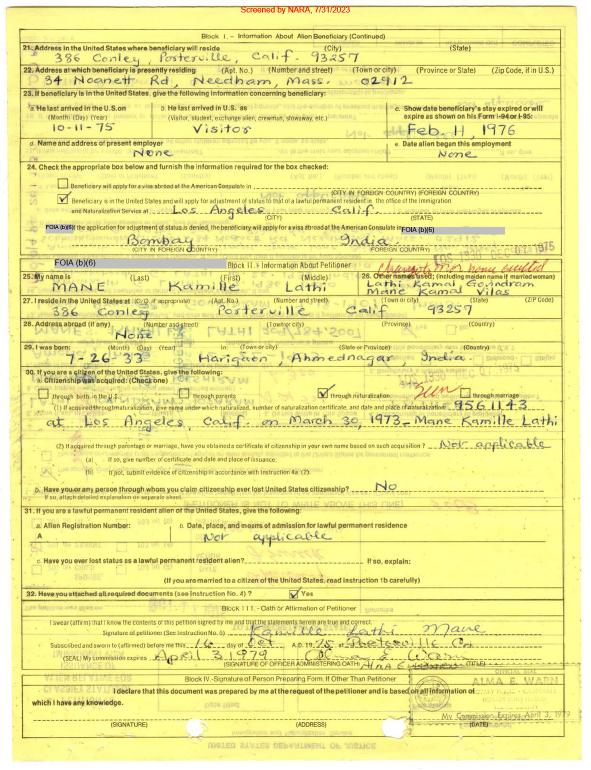 Screened by NARA, 7/31/2023
Block I. - Information About Alien Beneficiary (Continued)
21. Address in the United States where beneficiary will reside (City) (State)
386 Conley, Posterville, Calif. 93257
22. Address at which beneficiary is presently residing (Apt. No.) (Number and street) (Town or city) (Province or State) (Zip Code, if in U.S.)
34 Noanett Rd, Needham, Mass. 02912
23. If beneficiary is in the United States, give the following information concerning beneficiary:
a. He last arrived in the U.S. on b. He last arrived in U.S. as c. Show date beneficiary's stay expired or will
(Month) (Day) (Year) (Visitor, student, exchange alien, crewman, stowaway, etc.) expire as shown on his Form I-94 or I-95:
10-11-75 Visitor Feb. 11, 1976
d. Name and address of present employer e. Date alien began this employment
None None
24. Check the appropriate box below and furnish the information required for the box checked:
Beneficiary will apply for a visa abroad at the American Consulate in
(CITY IN FOREIGN COUNTRY) (FOREIGN COUNTRY)
Beneficiary is in the United States and will apply for adjustment of status to that of a lawful permanent resident in the office of the Immigration
and Naturalization Service at Los Angeles Calif.
(CITY) (STATE)
FOIA (b)(6) the application for adjustment of status is denied, the beneficiary will apply for a visa abroad at the American Consulate in FOIA (b)(6)
Bombay India
(CITY IN FOREIGN COUNTRY) (FOREIGN COUNTRY)
FOIA (b)(6) Block II. - Information About Petitioner
25. My name is (Last) (First) (Middle) 26. Other names used: (including maiden name if married woman)
MANE Kamille Lathi Lathi Kamal Govindram
Mane Kamal Vilas
27. I reside in the United States at (C/O, if appropriate) (Apt. No.) (Number and street) (Town or city) (State) (ZIP Code)
386 Conley Posterville Calif 93257
28. Address abroad (if any) (Number and street) (Town or city) (Province) (Country)
None
29. I was born: (Month) (Day) (Year) In: (Town or city) (State or Province) (Country)
7-26-33 Harigaon, Ahmednagar India
30. If you are a citizen of the United States, give the following:
a. Citizenship was acquired: (Check one)
through birth in the U.S. through parents through naturalization through marriage
(1) If acquired through naturalization, give name under which naturalized, number of naturalization certificate, and date and place of naturalization: 9561143
at Los Angeles, Calif. on March 30, 1973 - Mane Kamille Lathi
(2) If acquired through parentage or marriage, have you obtained a certificate of citizenship in your own name based on such acquisition? Not applicable
(a) If so, give number of certificate and date and place of issuance:
(b) If not, submit evidence of citizenship in accordance with Instruction 4a (2).
b. Have you or any person through whom you claim citizenship ever lost United States citizenship? No
If so, attach detailed explanation on separate sheet.
31. If you are a lawful permanent resident alien of the United States, give the following:
a. Alien Registration Number: b. Date, place, and means of admission for lawful permanent residence
A Not applicable
c. Have you ever lost status as a lawful permanent resident alien? If so, explain:
(If you are married to a citizen of the United States, read instruction 1b carefully)
32. Have you attached all required documents (see Instruction No. 4)? Yes
Block III. - Oath or Affirmation of Petitioner
I swear (affirm) that I know the contents of this petition signed by me and that the statements herein are true and correct.
Signature of petitioner (See Instruction No. 5) Kamille Lathi Mane
Subscribed and sworn to (affirmed) before me this 16 day of Oct, A.D. 19 75 at
(SEAL) My commission expires April 3 1979
(SIGNATURE OF OFFICER ADMINISTERING OATH) (TITLE)
Block IV. - Signature of Person Preparing Form, If Other Than Petitioner
I declare that this document was prepared by me at the request of the petitioner and is based on all information of
which I have any knowledge.
ALMA E. WARN
My Commission Expires April 3, 1979
(SIGNATURE) (ADDRESS) (DATE)
UNITED STATES DEPARTMENT OF JUSTICE